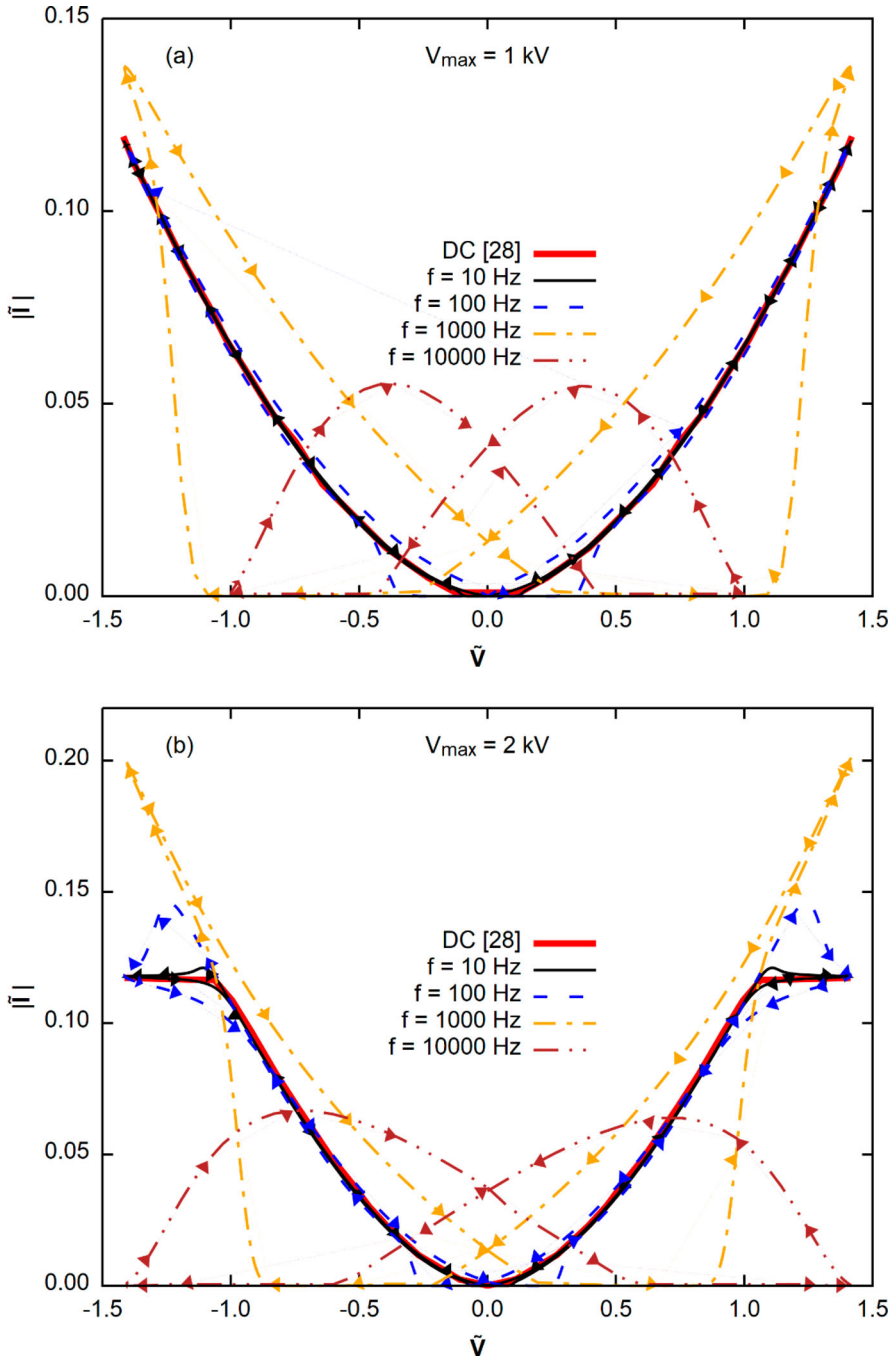 (a) V_max = 1 kV
0.15
0.10
0.05
0.00
|Ĩ|
DC [28]
f = 10 Hz
f = 100 Hz
f = 1000 Hz
f = 10000 Hz
-1.5 -1.0 -0.5 0.0 0.5 1.0 1.5
Ṽ
(b) V_max = 2 kV
0.20
0.15
0.10
0.05
0.00
|Ĩ|
DC [28]
f = 10 Hz
f = 100 Hz
f = 1000 Hz
f = 10000 Hz
-1.5 -1.0 -0.5 0.0 0.5 1.0 1.5
Ṽ